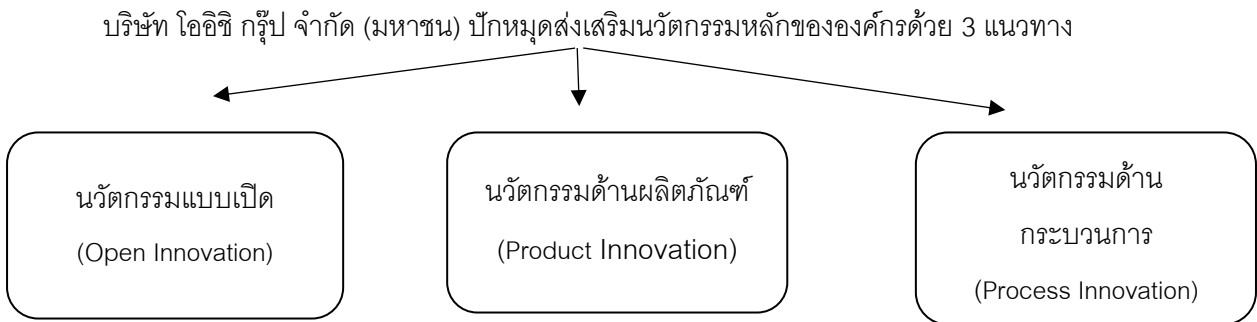 บริษัท โออิชิ กรุ๊ป จำกัด (มหาชน) ปักหมุดส่งเสริมนวัตกรรมหลักขององค์กรด้วย 3 แนวทาง
นวัตกรรมแบบเปิด
(Open Innovation)
นวัตกรรมด้านผลิตภัณฑ์
(Product Innovation)
นวัตกรรมด้าน
กระบวนการ
(Process Innovation)